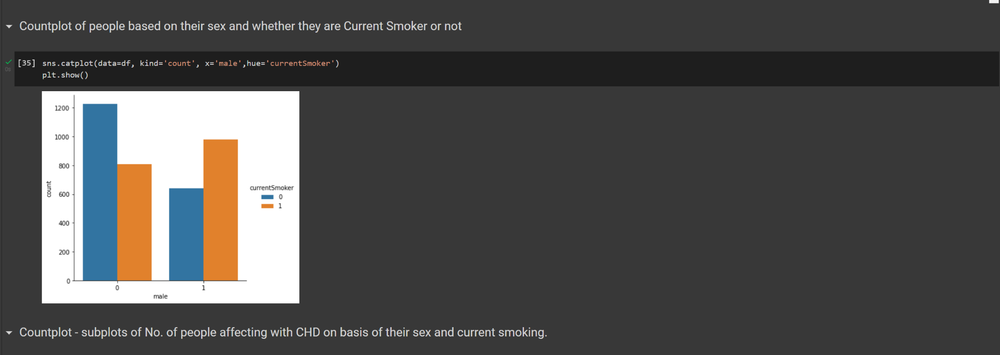 Countplot of people based on their sex and whether they are Current Smoker or not
0s
[35] sns.catplot(data=df, kind='count', x='male',hue='currentSmoker')
plt.show()
1200
1000
800
600
400
200
0
count
0
1
male
currentSmoker
0
1
Countplot - subplots of No. of people affecting with CHD on basis of their sex and current smoking.